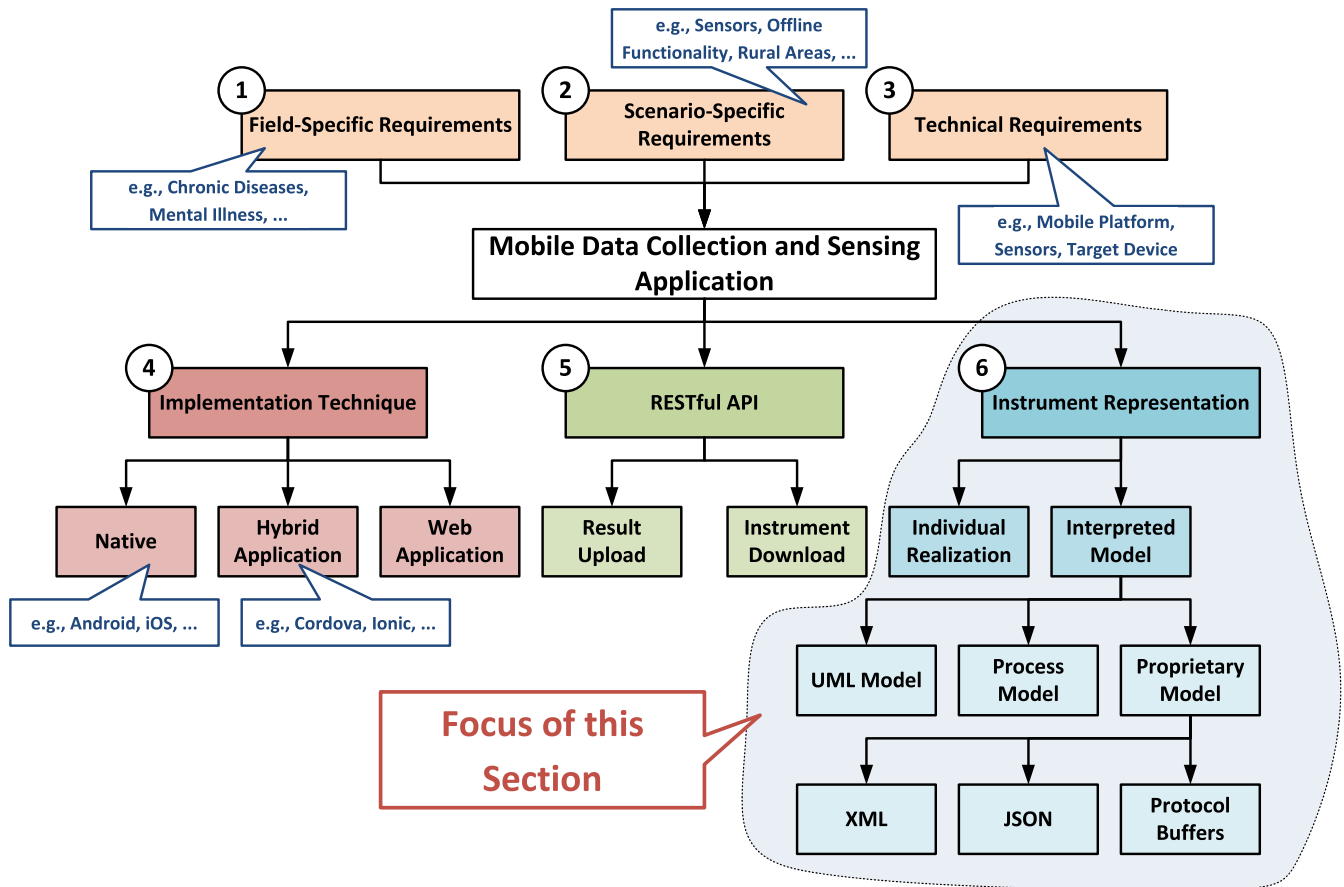 e.g., Sensors, Offline
Functionality, Rural Areas, ...
1
2
3
Field-Specific Requirements
Scenario-Specific
Requirements
Technical Requirements
e.g., Chronic Diseases,
Mental Illness, ...
e.g., Mobile Platform,
Sensors, Target Device
Mobile Data Collection and Sensing
Application
4
5
6
Implementation Technique
RESTful API
Instrument Representation
Native
Hybrid
Application
Web
Application
Result
Upload
Instrument
Download
Individual
Realization
Interpreted
Model
e.g., Android, iOS, ...
e.g., Cordova, Ionic, ...
UML Model
Process
Model
Proprietary
Model
Focus of this
Section
XML
JSON
Protocol
Buffers